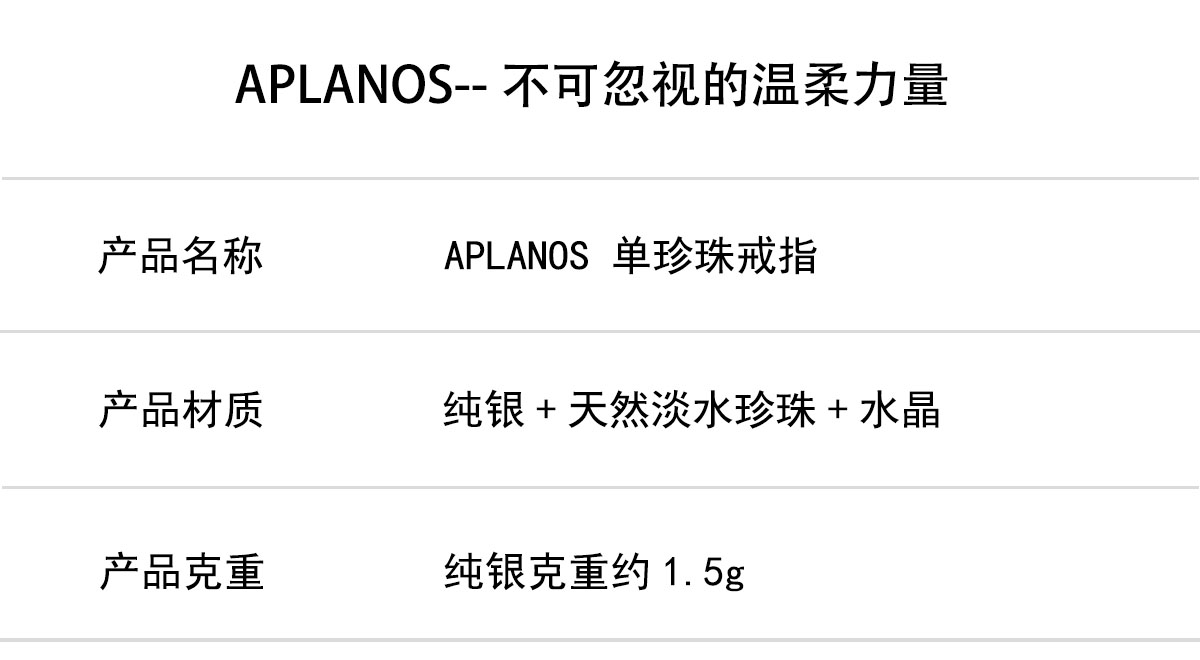 APLANOS-- 不可忽视的温柔力量
产品名称 APLANOS 单珍珠戒指
产品材质 纯银 + 天然淡水珍珠 + 水晶
产品克重 纯银克重约 1.5g